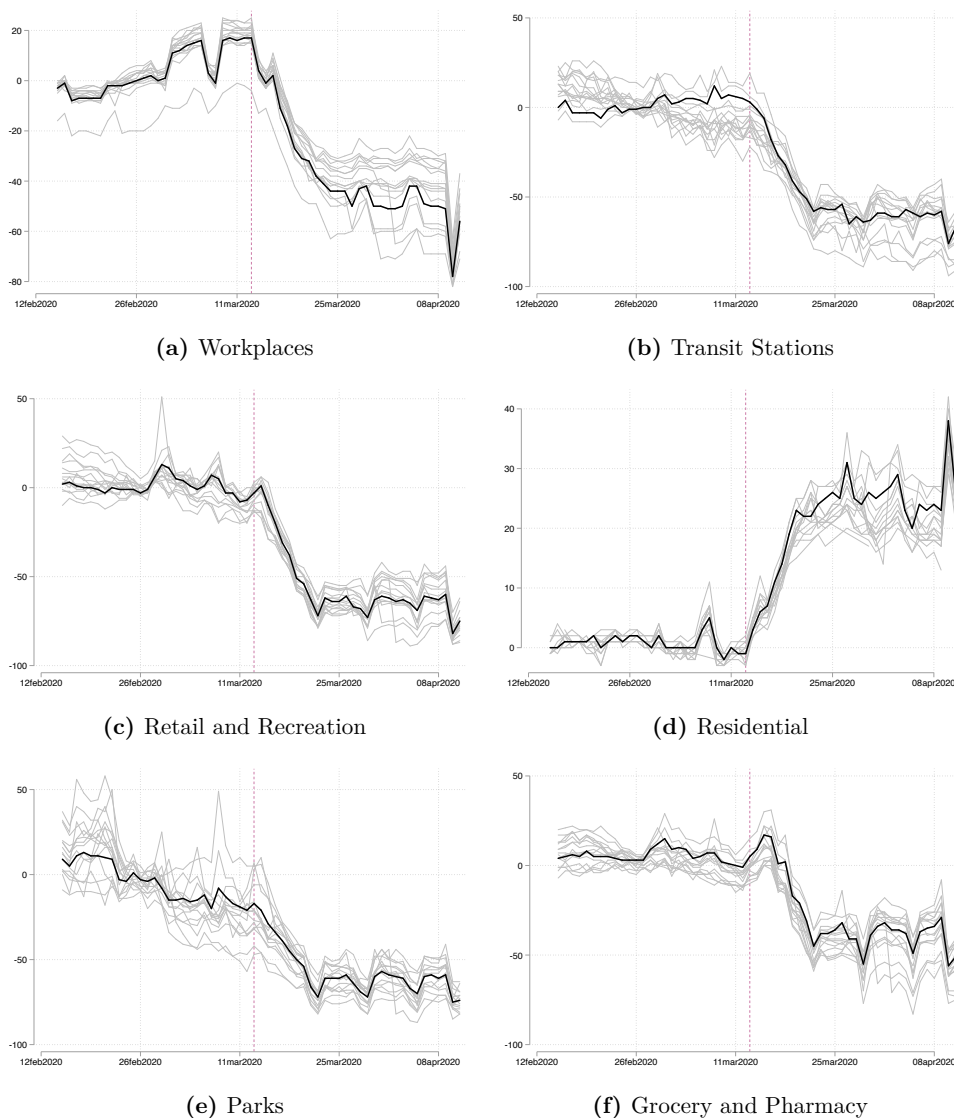 20
0
-20
-40
-60
-80
12feb2020 26feb2020 11mar2020 25mar2020 08apr2020
(a) Workplaces
50
0
-50
-100
12feb2020 26feb2020 11mar2020 25mar2020 08apr2020
(b) Transit Stations
50
0
-50
-100
12feb2020 26feb2020 11mar2020 25mar2020 08apr2020
(c) Retail and Recreation
40
30
20
10
0
12feb2020 26feb2020 11mar2020 25mar2020 08apr2020
(d) Residential
50
0
-50
-100
12feb2020 26feb2020 11mar2020 25mar2020 08apr2020
(e) Parks
50
0
-50
-100
12feb2020 26feb2020 11mar2020 25mar2020 08apr2020
(f) Grocery and Pharmacy